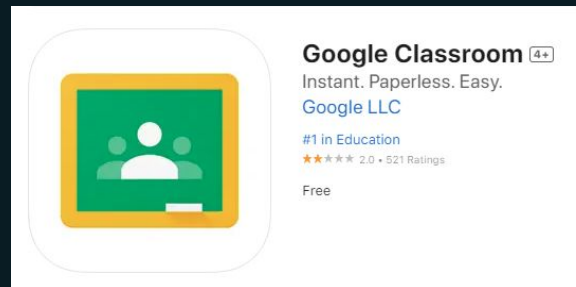 Google Classroom 4+
Instant. Paperless. Easy.
Google LLC
#1 in Education
★★★★★ 2.0 • 521 Ratings
Free